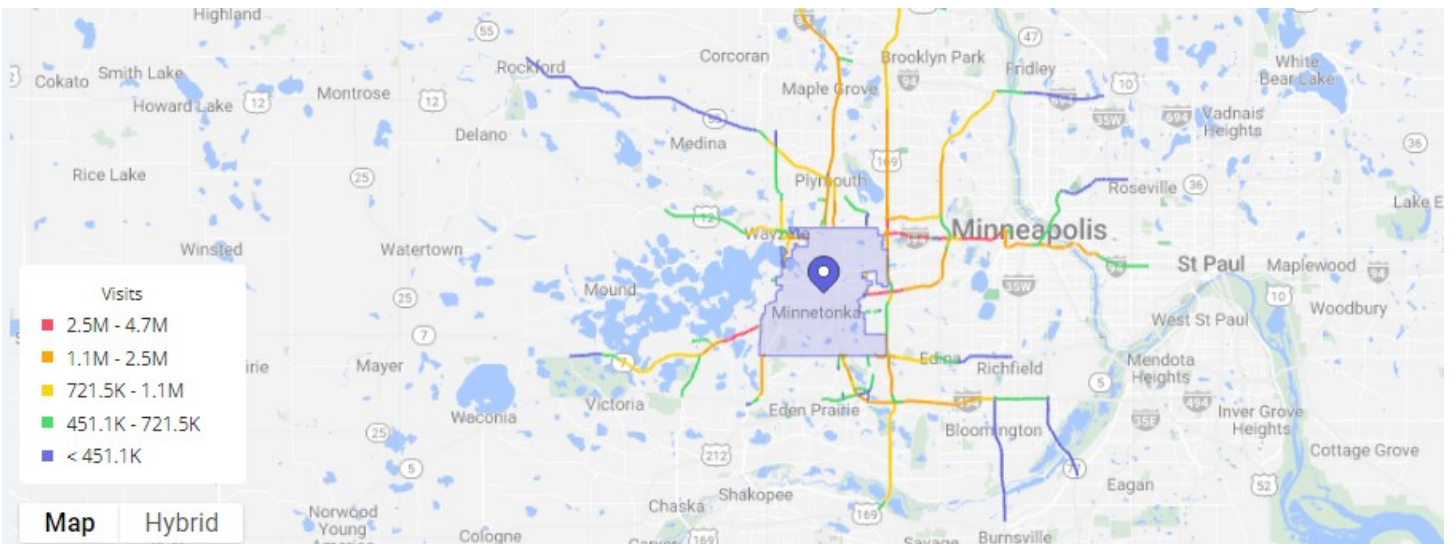 Highland
55
47
Corcoran
Brooklyn Park
94
Fridley
White
Bear Lake
Rockford
Cokato
Smith Lake
Montrose
12
12
Howard Lake
Maple Grove
10
Delano
55
35W
694
Vadnais
Heights
Medina
36
169
Rice Lake
25
Plymouth
Roseville
36
12
Lake E
Wayzata
Minneapolis
Winsted
Watertown
St Paul
Maplewood
94
Visits
2.5M - 4.7M
1.1M - 2.5M
721.5K - 1.1M
451.1K - 721.5K
< 451.1K
Mound
25
35W
10
Woodbury
Minnetonka
West St Paul
7
7
Edina
Richfield
Mendota
Heights
Mayer
5
Victoria
Eden Prairie
494
494
Waconia
35E
Inver Grove
Heights
Bloomington
25
Cottage Grove
5
212
77
Eagan
52
Shakopee
Chaska
169
Norwood
Young
Cologne
169
Savage
Burnsville
Map
Hybrid